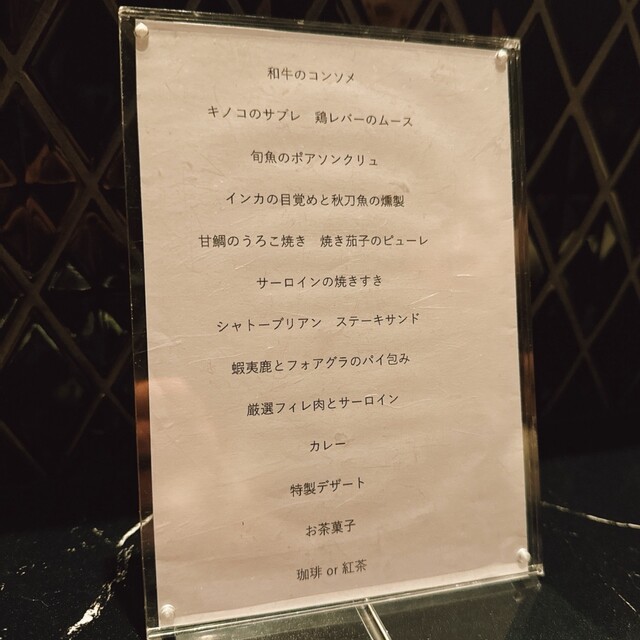 和牛のコンソメ
キノコのサブレ　鶏レバーのムース
旬魚のポアソンクリュ
インカの目覚めと秋刀魚の燻製
甘鯛のうろこ焼き　焼き茄子のピューレ
サーロインの焼きすき
シャトーブリアン　ステーキサンド
蝦夷鹿とフォアグラのパイ包み
厳選フィレ肉とサーロイン
カレー
特製デザート
お茶菓子
珈琲 or 紅茶